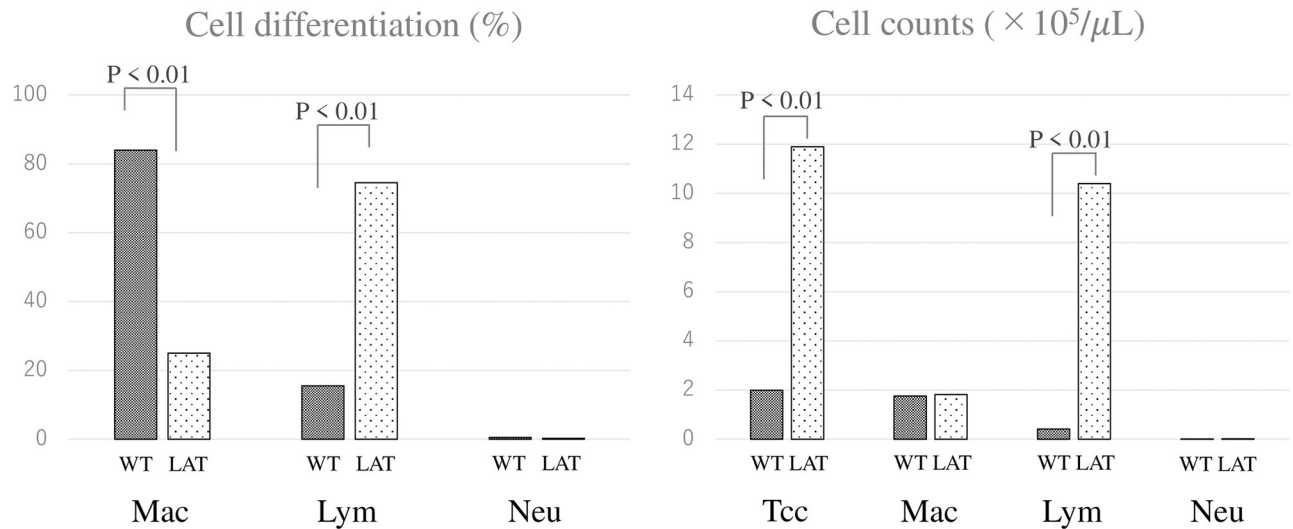 Cell differentiation (%)
P < 0.01
P < 0.01
100
80
60
40
20
0
WT LAT WT LAT WT LAT
Mac Lym Neu
Cell counts ( × 10⁵/μL)
P < 0.01
P < 0.01
14
12
10
8
6
4
2
0
WT LAT WT LAT WT LAT WT LAT
Tcc Mac Lym Neu